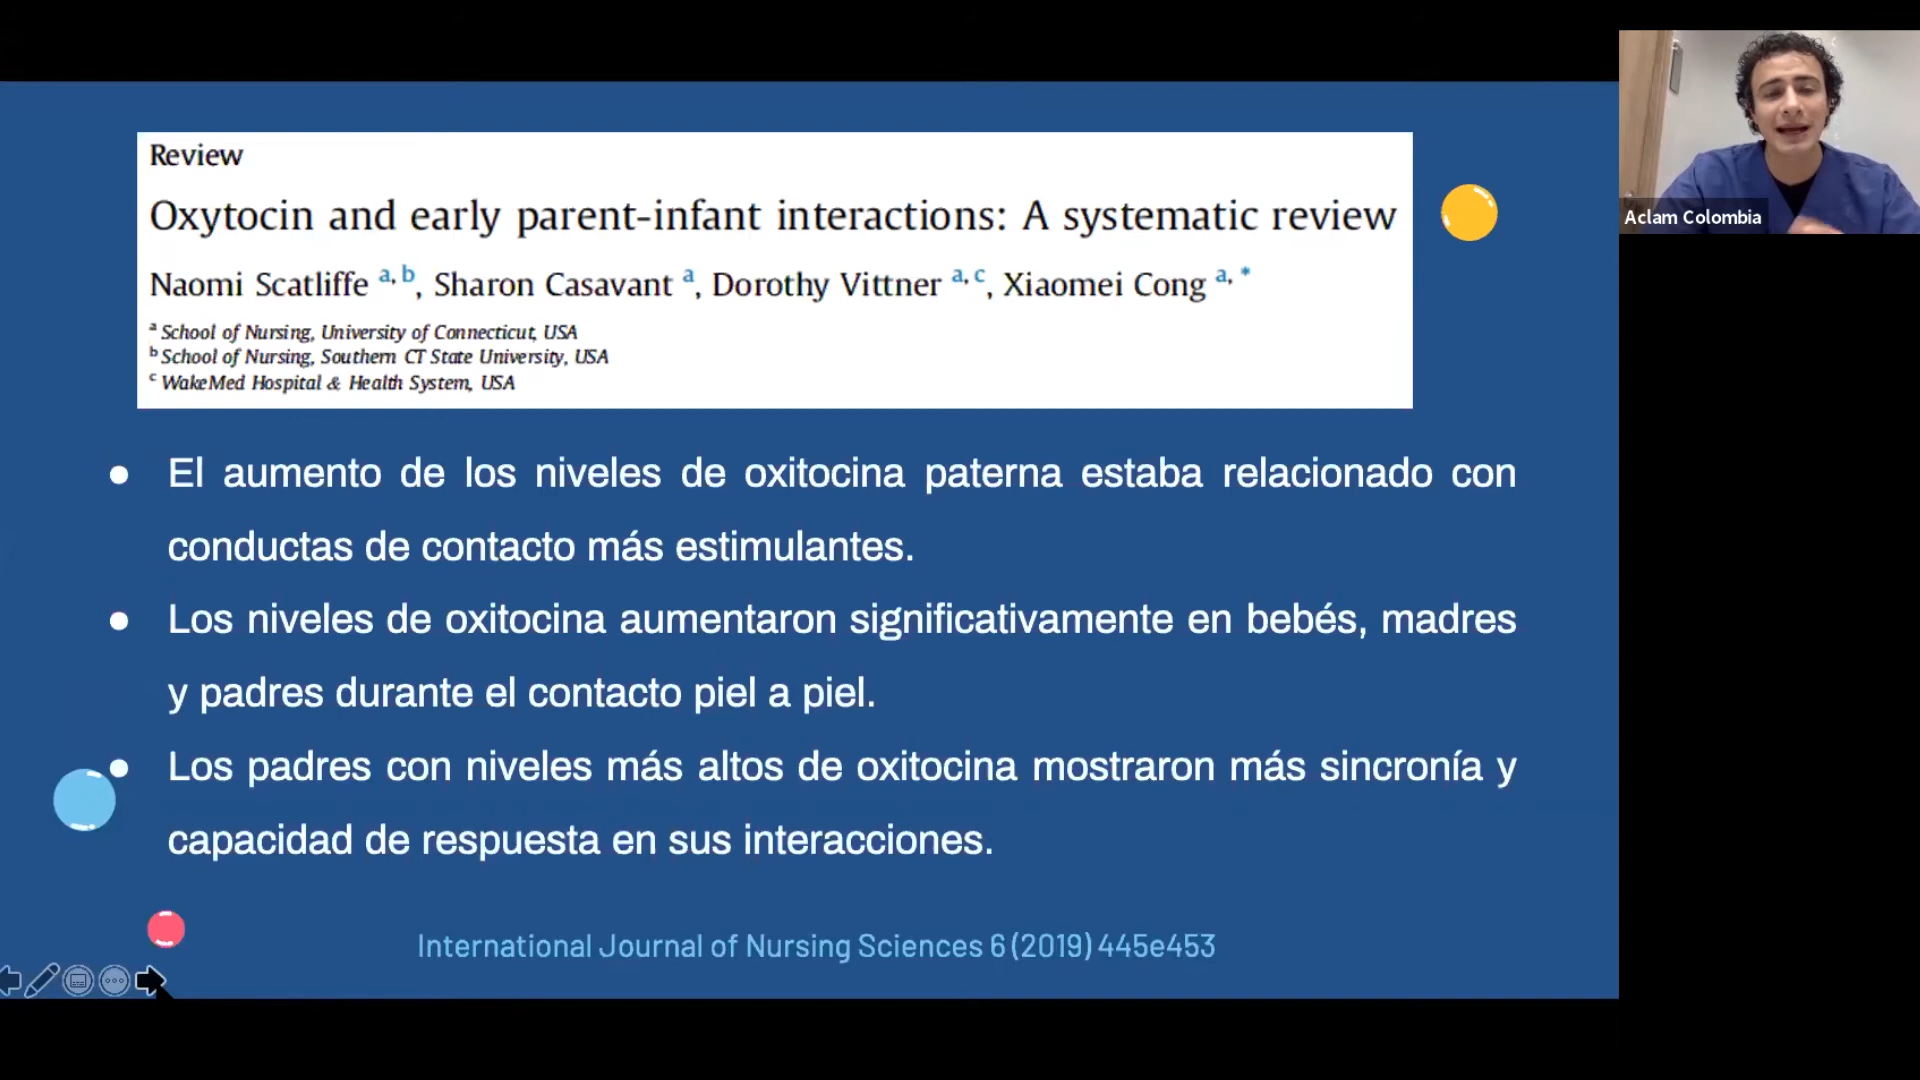 Review
Oxytocin and early parent-infant interactions: A systematic review
Naomi Scatliffe a, b, Sharon Casavant a, Dorothy Vittner a, c, Xiaomei Cong a, *
a School of Nursing, University of Connecticut, USA
b School of Nursing, Southern CT State University, USA
c WakeMed Hospital & Health System, USA
Aclam Colombia
● El aumento de los niveles de oxitocina paterna estaba relacionado con
conductas de contacto más estimulantes.
● Los niveles de oxitocina aumentaron significativamente en bebés, madres
y padres durante el contacto piel a piel.
● Los padres con niveles más altos de oxitocina mostraron más sincronía y
capacidad de respuesta en sus interacciones.
International Journal of Nursing Sciences 6 (2019) 445e453